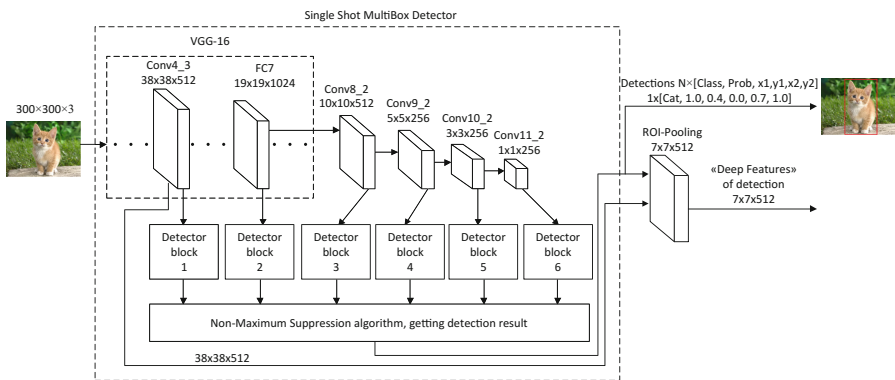 Single Shot MultiBox Detector
VGG-16
Conv4_3
38x38x512
FC7
19x19x1024
Conv8_2
10x10x512
Conv9_2
5x5x256
Conv10_2
3x3x256
Conv11_2
1x1x256
300×300×3
Detections N×[Class, Prob, x1,y1,x2,y2]
1x[Cat, 1.0, 0.4, 0.0, 0.7, 1.0]
ROI-Pooling
7x7x512
«Deep Features»
of detection
7x7x512
Detector
block
1
Detector
block
2
Detector
block
3
Detector
block
4
Detector
block
5
Detector
block
6
Non-Maximum Suppression algorithm, getting detection result
38x38x512